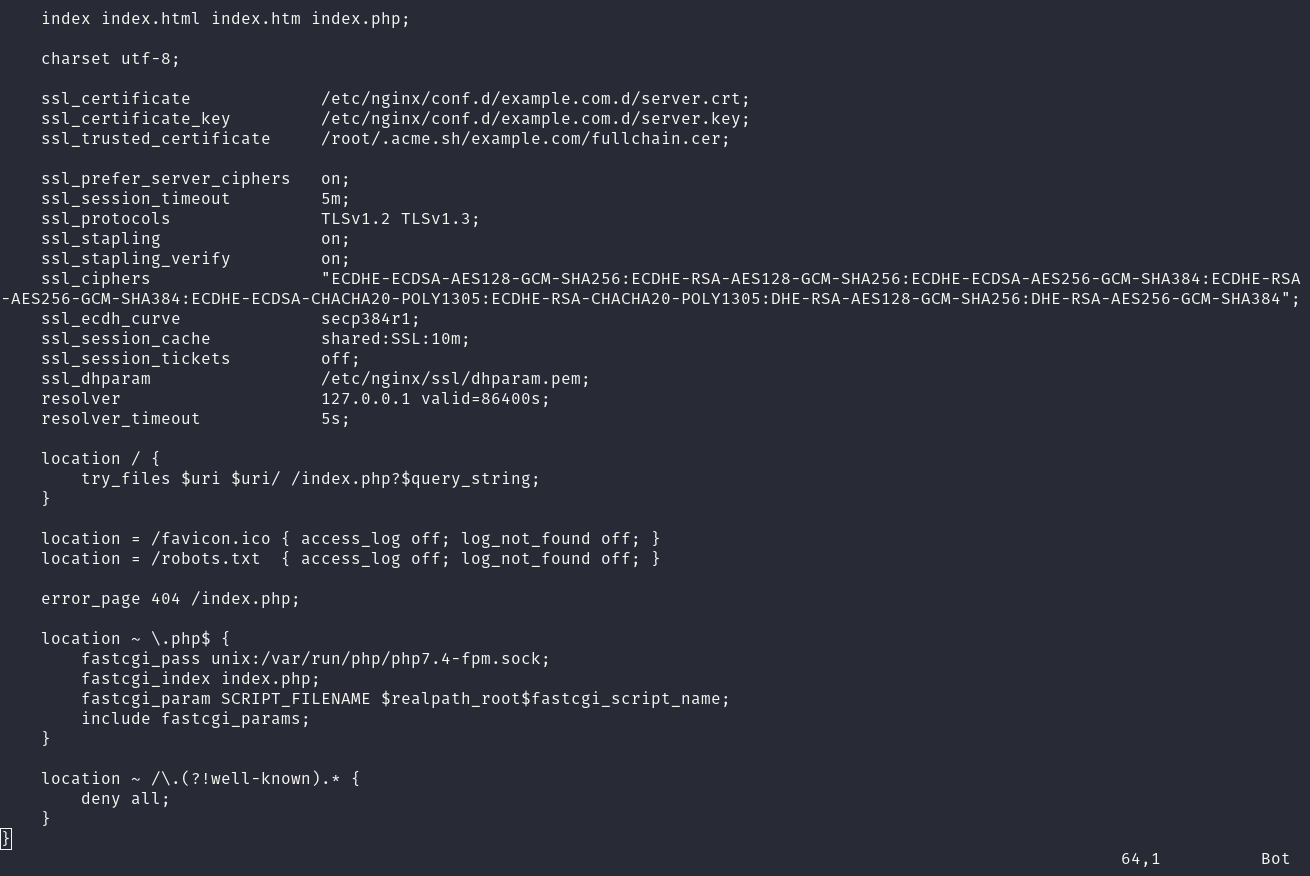 index index.html index.htm index.php;
charset utf-8;
ssl_certificate /etc/nginx/conf.d/example.com.d/server.crt;
ssl_certificate_key /etc/nginx/conf.d/example.com.d/server.key;
ssl_trusted_certificate /root/.acme.sh/example.com/fullchain.cer;
ssl_prefer_server_ciphers on;
ssl_session_timeout 5m;
ssl_protocols TLSv1.2 TLSv1.3;
ssl_stapling on;
ssl_stapling_verify on;
ssl_ciphers "ECDHE-ECDSA-AES128-GCM-SHA256:ECDHE-RSA-AES128-GCM-SHA256:ECDHE-ECDSA-AES256-GCM-SHA384:ECDHE-RSA
-AES256-GCM-SHA384:ECDHE-ECDSA-CHACHA20-POLY1305:ECDHE-RSA-CHACHA20-POLY1305:DHE-RSA-AES128-GCM-SHA256:DHE-RSA-AES256-GCM-SHA384";
ssl_ecdh_curve secp384r1;
ssl_session_cache shared:SSL:10m;
ssl_session_tickets off;
ssl_dhparam /etc/nginx/ssl/dhparam.pem;
resolver 127.0.0.1 valid=86400s;
resolver_timeout 5s;
location / {
try_files $uri $uri/ /index.php?$query_string;
}
location = /favicon.ico { access_log off; log_not_found off; }
location = /robots.txt  { access_log off; log_not_found off; }
error_page 404 /index.php;
location ~ \.php$ {
fastcgi_pass unix:/var/run/php/php7.4-fpm.sock;
fastcgi_index index.php;
fastcgi_param SCRIPT_FILENAME $realpath_root$fastcgi_script_name;
include fastcgi_params;
}
location ~ /\.(?!well-known).* {
deny all;
}
}
64,1 Bot